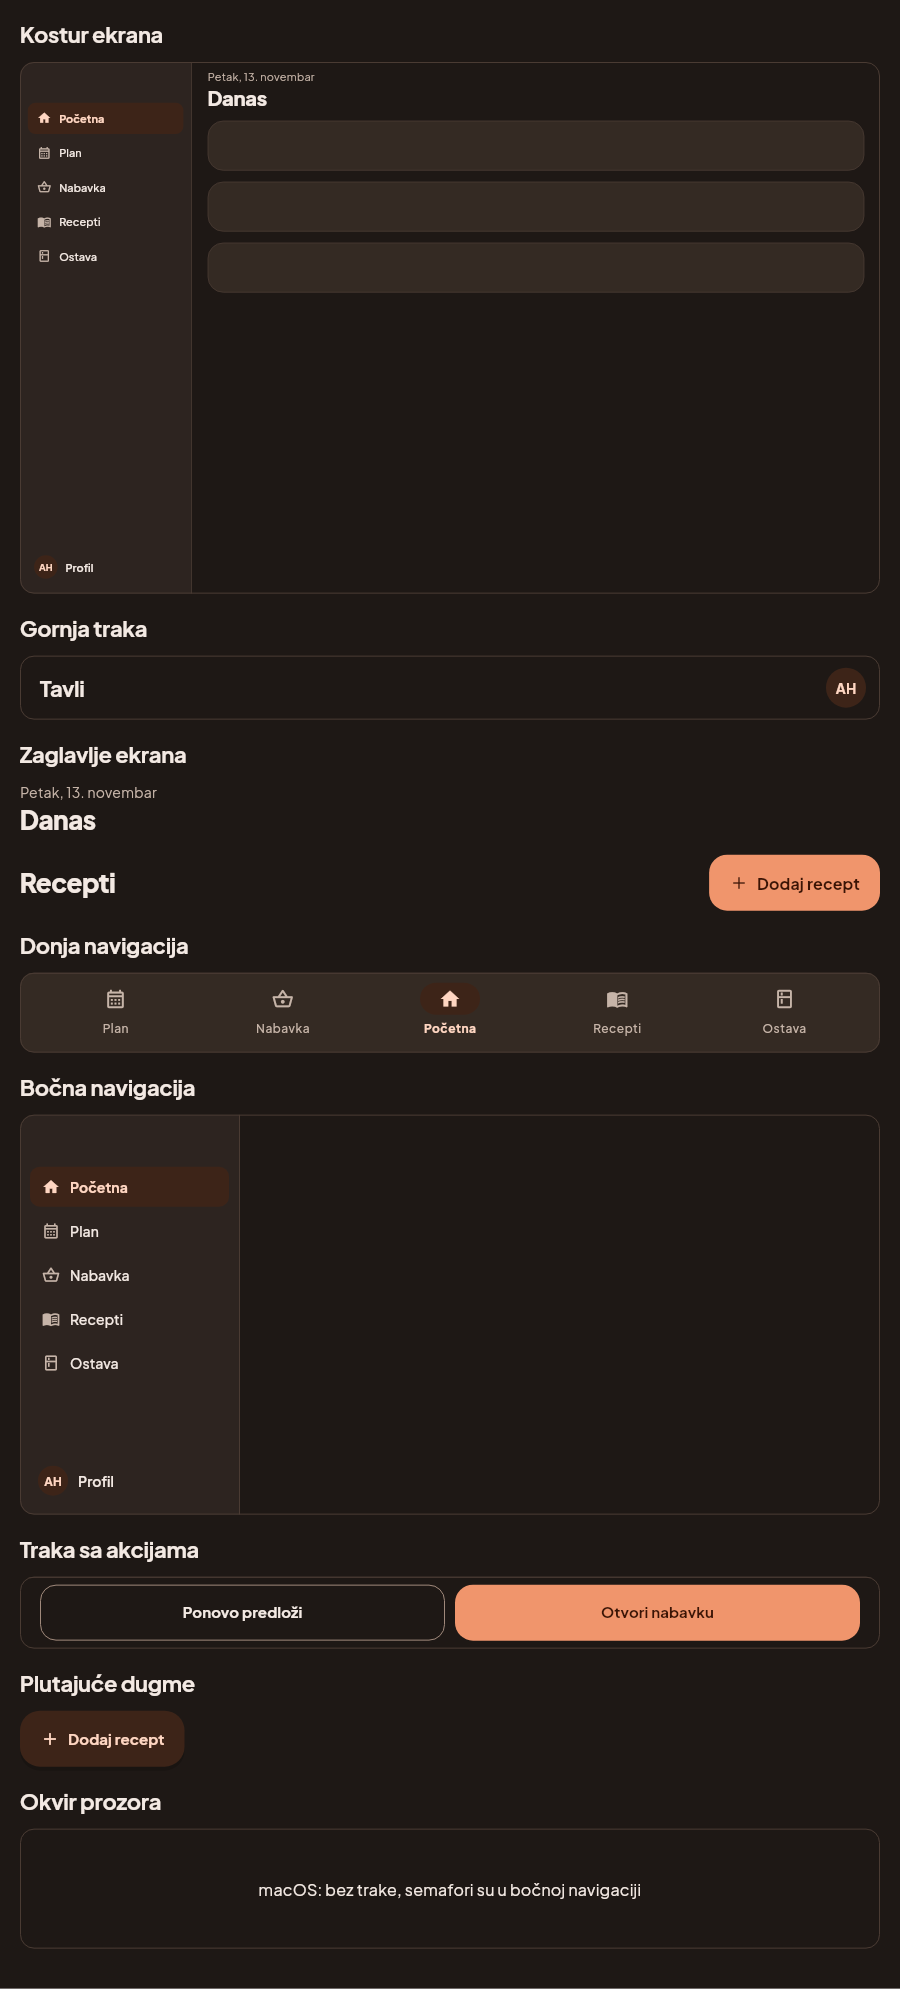 Kostur ekrana
Petak, 13. novembar
Danas
Početna
Plan
Nabavka
Recepti
Ostava
AH Profil
Gornja traka
Tavli AH
Zaglavlje ekrana
Petak, 13. novembar
Danas
Recepti + Dodaj recept
Donja navigacija
Plan Nabavka Početna Recepti Ostava
Bočna navigacija
Početna
Plan
Nabavka
Recepti
Ostava
AH Profil
Traka sa akcijama
Ponovo predloži Otvori nabavku
Plutajuće dugme
+ Dodaj recept
Okvir prozora
macOS: bez trake, semafori su u bočnoj navigaciji